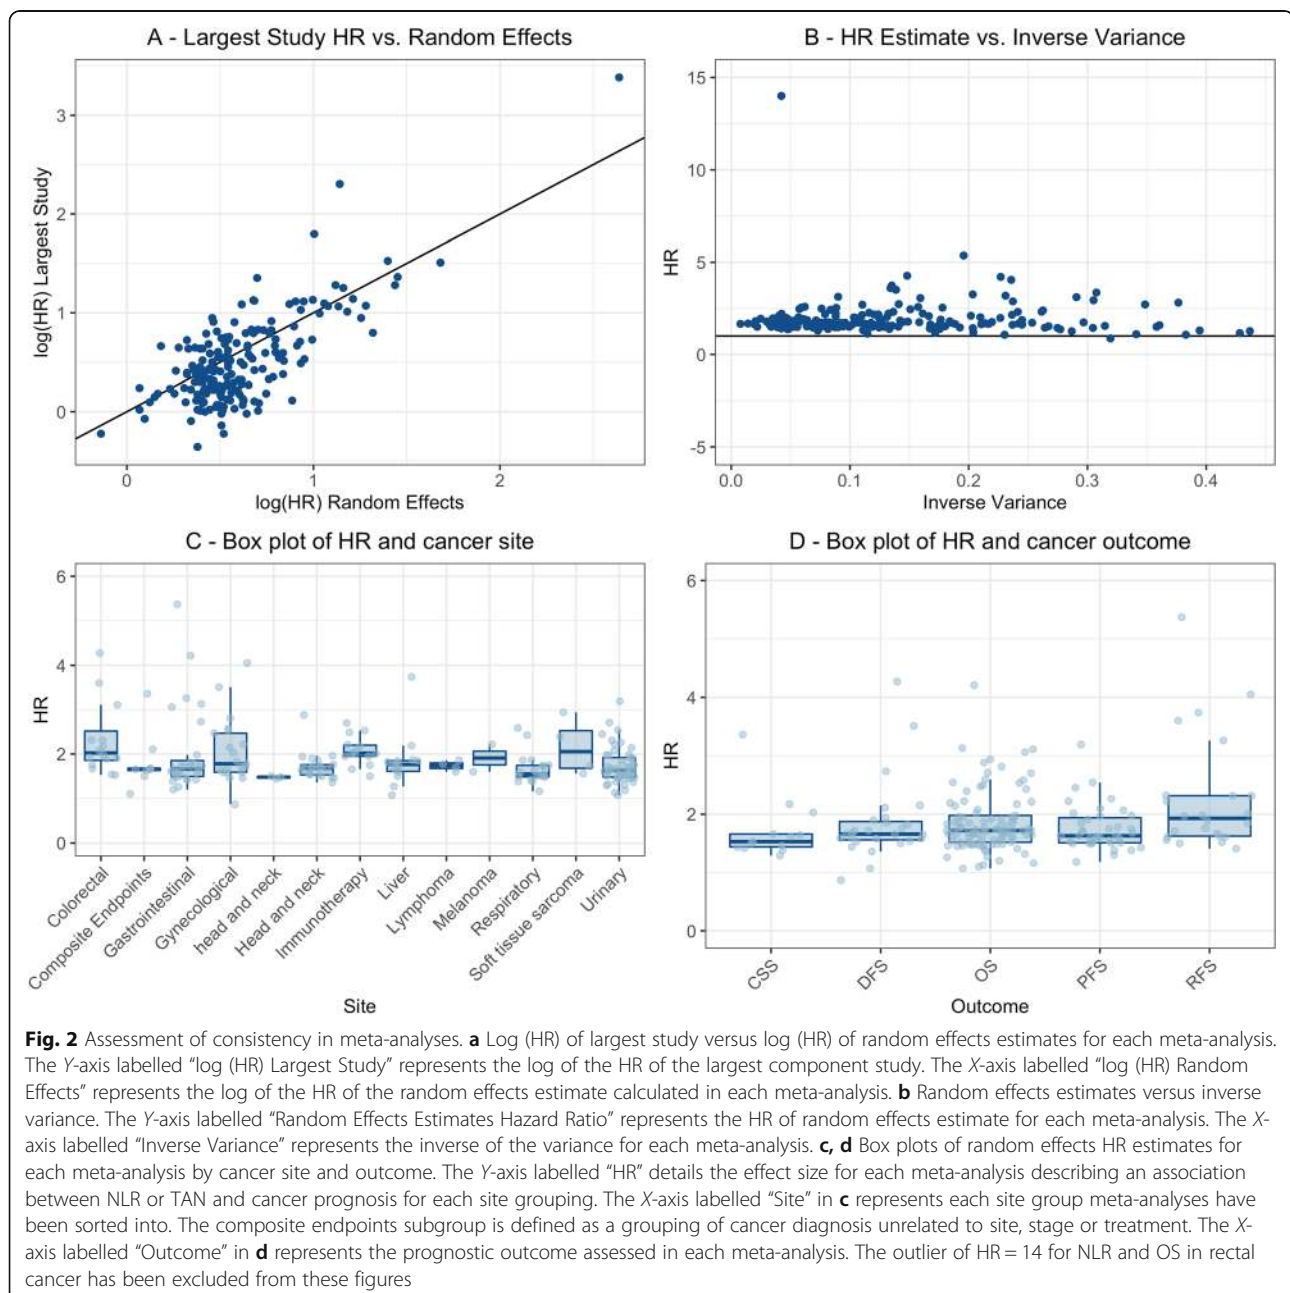 A - Largest Study HR vs. Random Effects
3
2
1
0
log(HR) Largest Study
0 1 2
log(HR) Random Effects
B - HR Estimate vs. Inverse Variance
15
10
5
0
-5
HR
0.0 0.1 0.2 0.3 0.4
Inverse Variance
C - Box plot of HR and cancer site
6
4
2
0
HR
Colorectal
Composite Endpoints
Gastrointestinal
Gynecological
head and neck
Head and neck
Immunotherapy
Liver
Lymphoma
Melanoma
Respiratory
Soft tissue sarcoma
Urinary
Site
D - Box plot of HR and cancer outcome
6
4
2
0
HR
CSS
DFS
OS
PFS
RFS
Outcome
Fig. 2 Assessment of consistency in meta-analyses. a Log (HR) of largest study versus log (HR) of random effects estimates for each meta-analysis.
The Y-axis labelled “log (HR) Largest Study” represents the log of the HR of the largest component study. The X-axis labelled “log (HR) Random
Effects” represents the log of the HR of the random effects estimate calculated in each meta-analysis. b Random effects estimates versus inverse
variance. The Y-axis labelled “Random Effects Estimates Hazard Ratio” represents the HR of random effects estimate for each meta-analysis. The X-
axis labelled “Inverse Variance” represents the inverse of the variance for each meta-analysis. c, d Box plots of random effects HR estimates for
each meta-analysis by cancer site and outcome. The Y-axis labelled “HR” details the effect size for each meta-analysis describing an association
between NLR or TAN and cancer prognosis for each site grouping. The X-axis labelled “Site” in c represents each site group meta-analyses have
been sorted into. The composite endpoints subgroup is defined as a grouping of cancer diagnosis unrelated to site, stage or treatment. The X-
axis labelled “Outcome” in d represents the prognostic outcome assessed in each meta-analysis. The outlier of HR = 14 for NLR and OS in rectal
cancer has been excluded from these figures